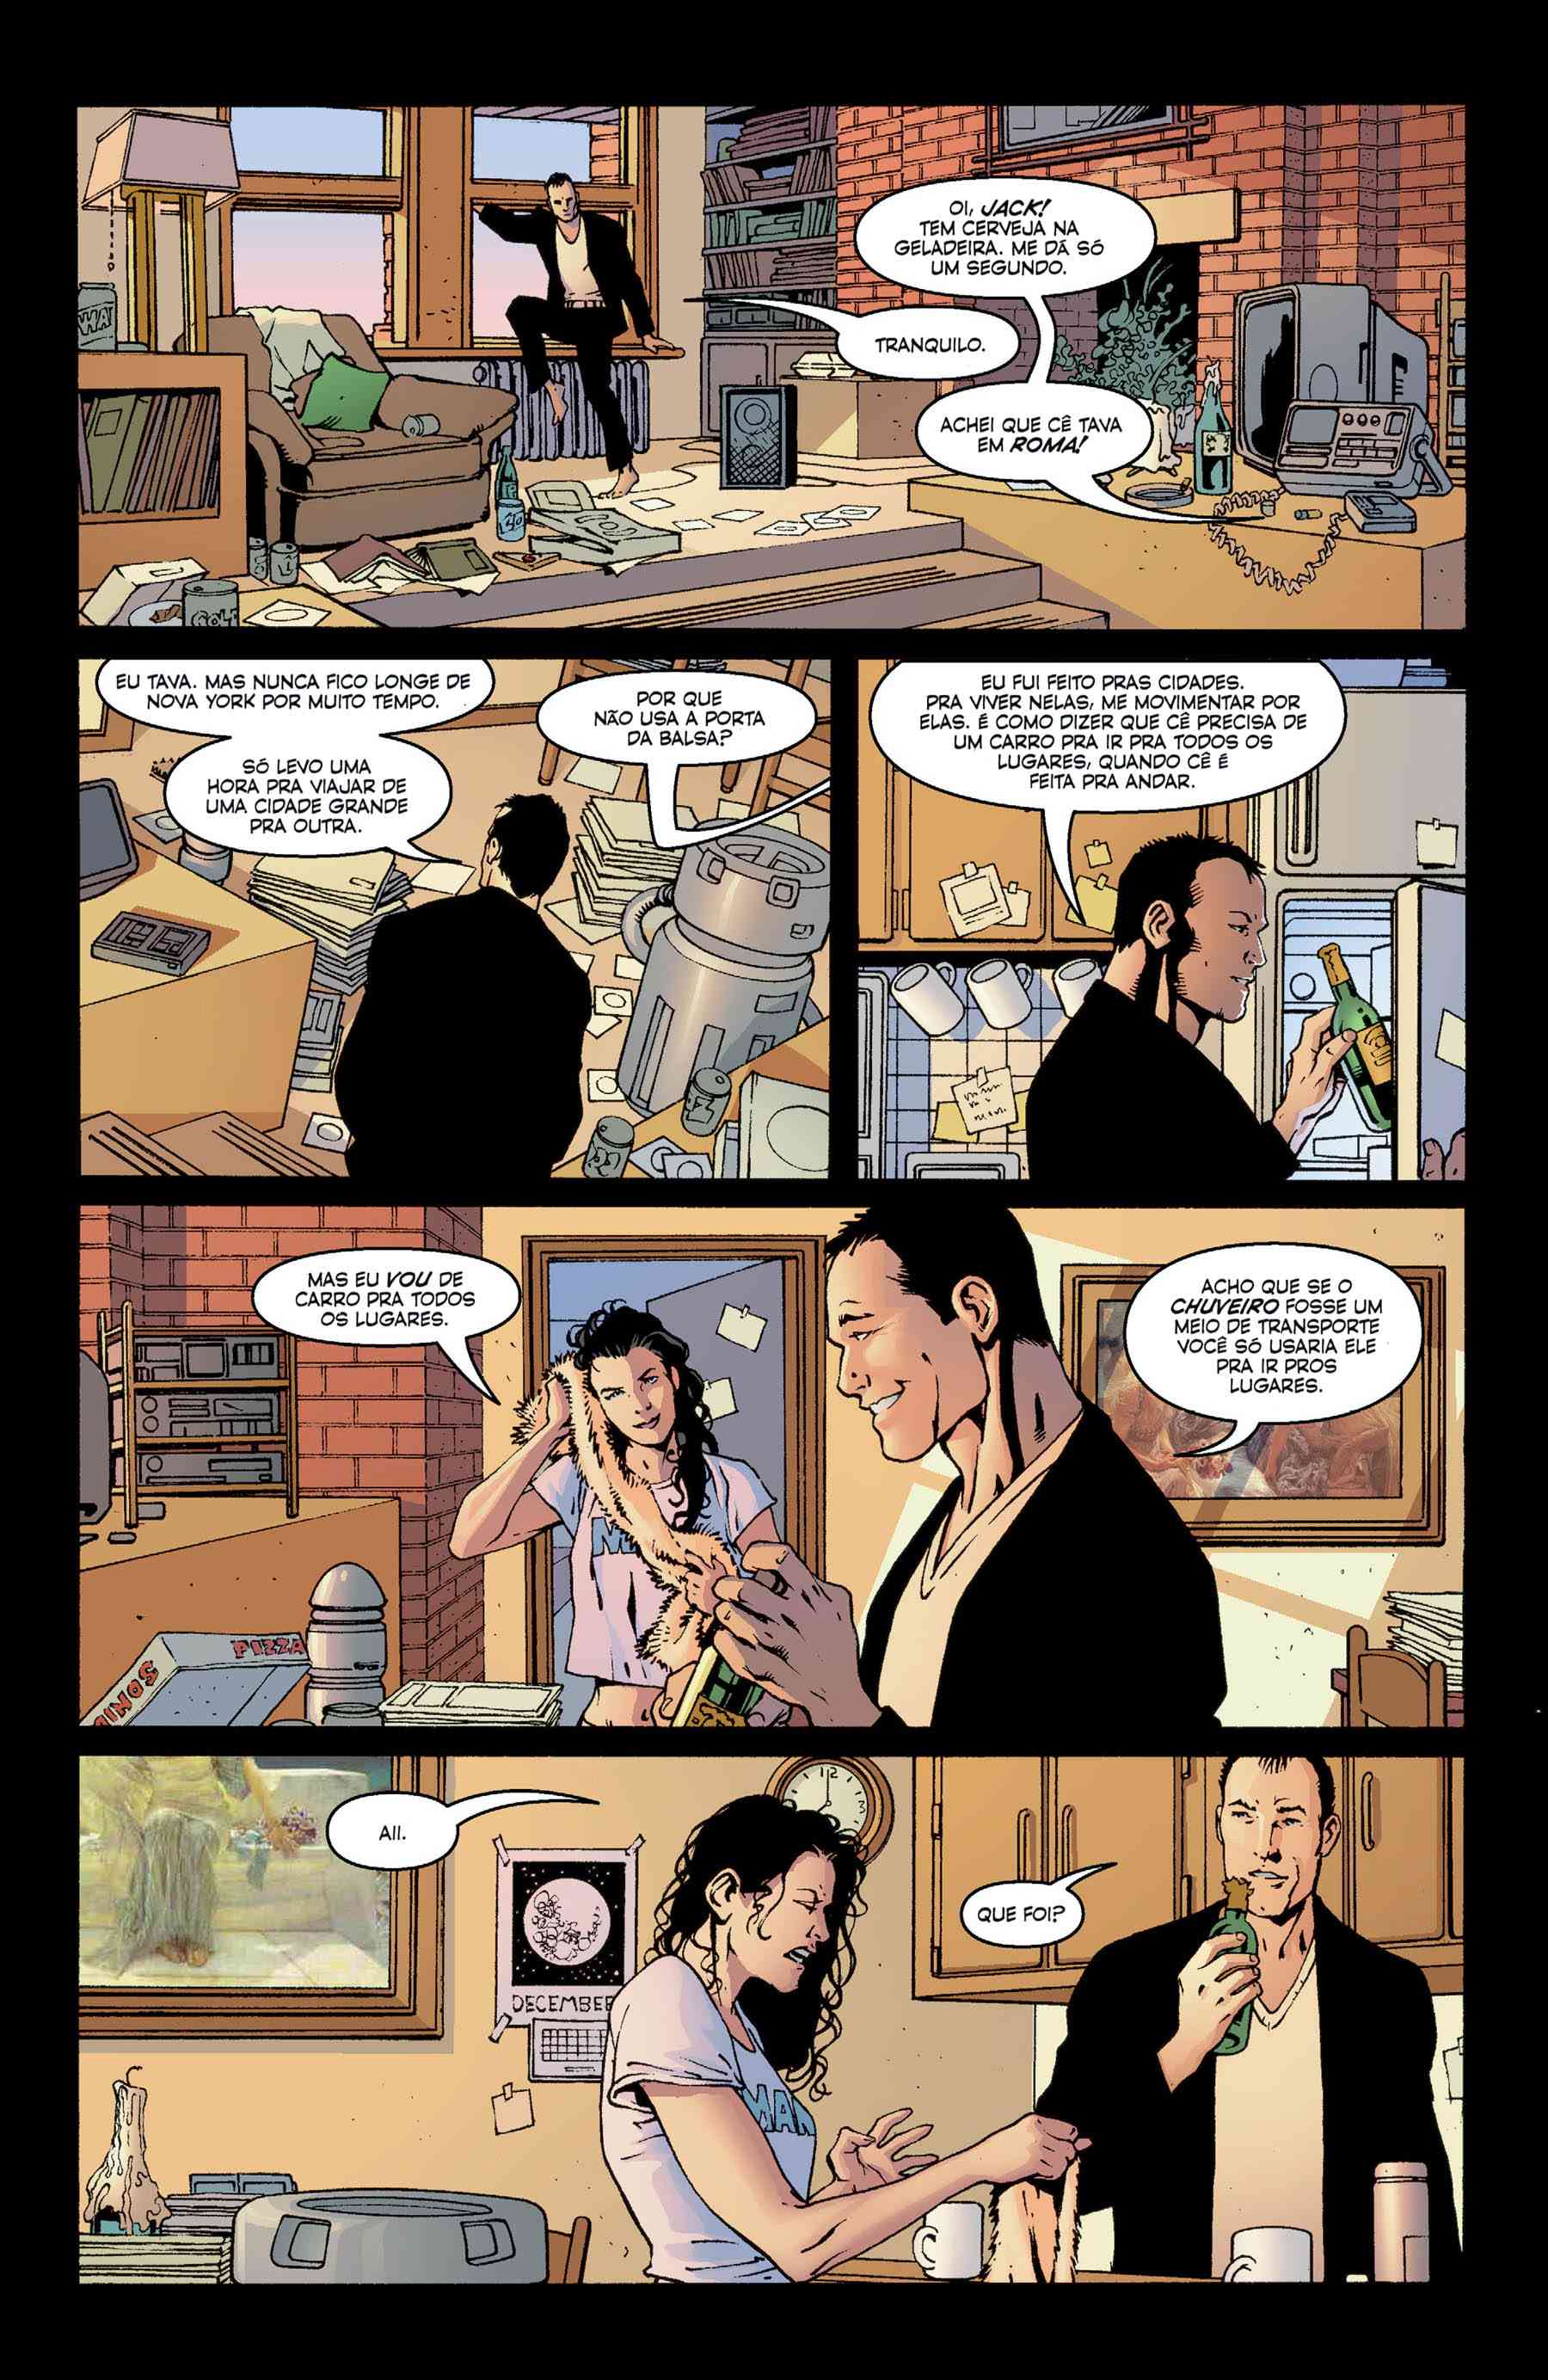 OI, JACK!
TEM CERVEJA NA
GELADEIRA. ME DÁ SÓ
UM SEGUNDO.
TRANQUILO.
ACHEI QUE CÊ TAVA
EM ROMA!
EU TAVA. MAS NUNCA FICO LONGE DE
NOVA YORK POR MUITO TEMPO.
SÓ LEVO UMA
HORA PRA VIAJAR DE
UMA CIDADE GRANDE
PRA OUTRA.
POR QUE
NÃO USA A PORTA
DA BALSA?
EU FUI FEITO PRAS CIDADES.
PRA VIVER NELAS, ME MOVIMENTAR POR
ELAS. É COMO DIZER QUE CÊ PRECISA DE
UM CARRO PRA IR PRA TODOS OS
LUGARES, QUANDO CÊ É
FEITA PRA ANDAR.
MAS EU VOU DE
CARRO PRA TODOS
OS LUGARES.
ACHO QUE SE O
CHUVEIRO FOSSE UM
MEIO DE TRANSPORTE
VOCÊ SÓ USARIA ELE
PRA IR PROS
LUGARES.
PIZZA
MINOS
AII.
12
3
QUE FOI?
DECEMBER
MAN